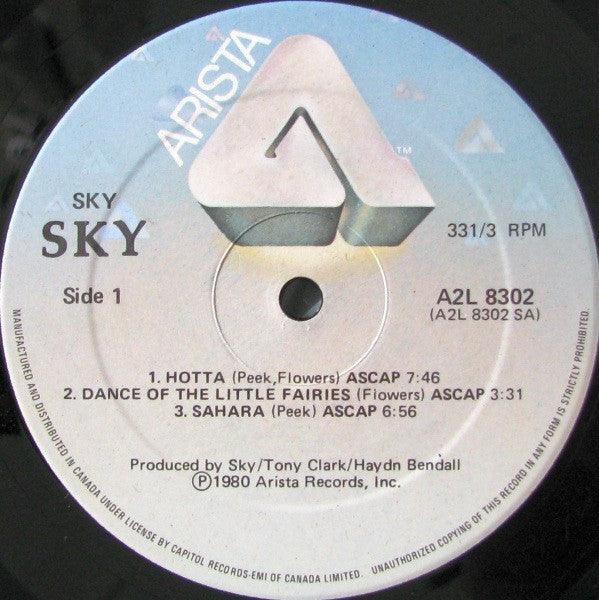 ARISTA
TM
SKY
SKY
331/3 RPM
Side 1
A2L 8302
(A2L 8302 SA)
1. HOTTA (Peek,Flowers) ASCAP 7:46
2. DANCE OF THE LITTLE FAIRIES (Flowers) ASCAP 3:31
3. SAHARA (Peek) ASCAP 6:56
Produced by Sky/Tony Clark/Haydn Bendall
Ⓟ1980 Arista Records, Inc.
MANUFACTURED AND DISTRIBUTED IN CANADA UNDER LICENSE BY CAPITOL RECORDS-EMI OF CANADA LIMITED. UNAUTHORIZED COPYING OF THIS RECORD IN ANY FORM IS STRICTLY PROHIBITED.